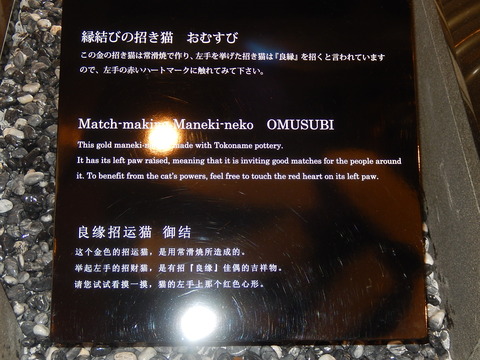 縁結びの招き猫　おむすび
この金の招き猫は常滑焼で作り、左手を挙げた招き猫は『良縁』を招くと言われています
ので、左手の赤いハートマークに触れてみて下さい。
Match-making Maneki-neko　OMUSUBI
This gold maneki-neko made with Tokoname pottery.
It has its left paw raised, meaning that it is inviting good matches for the people around
it. To benefit from the cat's powers, feel free to touch the red heart on its left paw.
良缘招运猫　御结
这个金色的招运猫，是用常滑烧所造成的。
举起左手的招财猫，是有招『良缘』佳偶的吉祥物。
请您试试看摸一摸，猫的左手上那个红色心形。